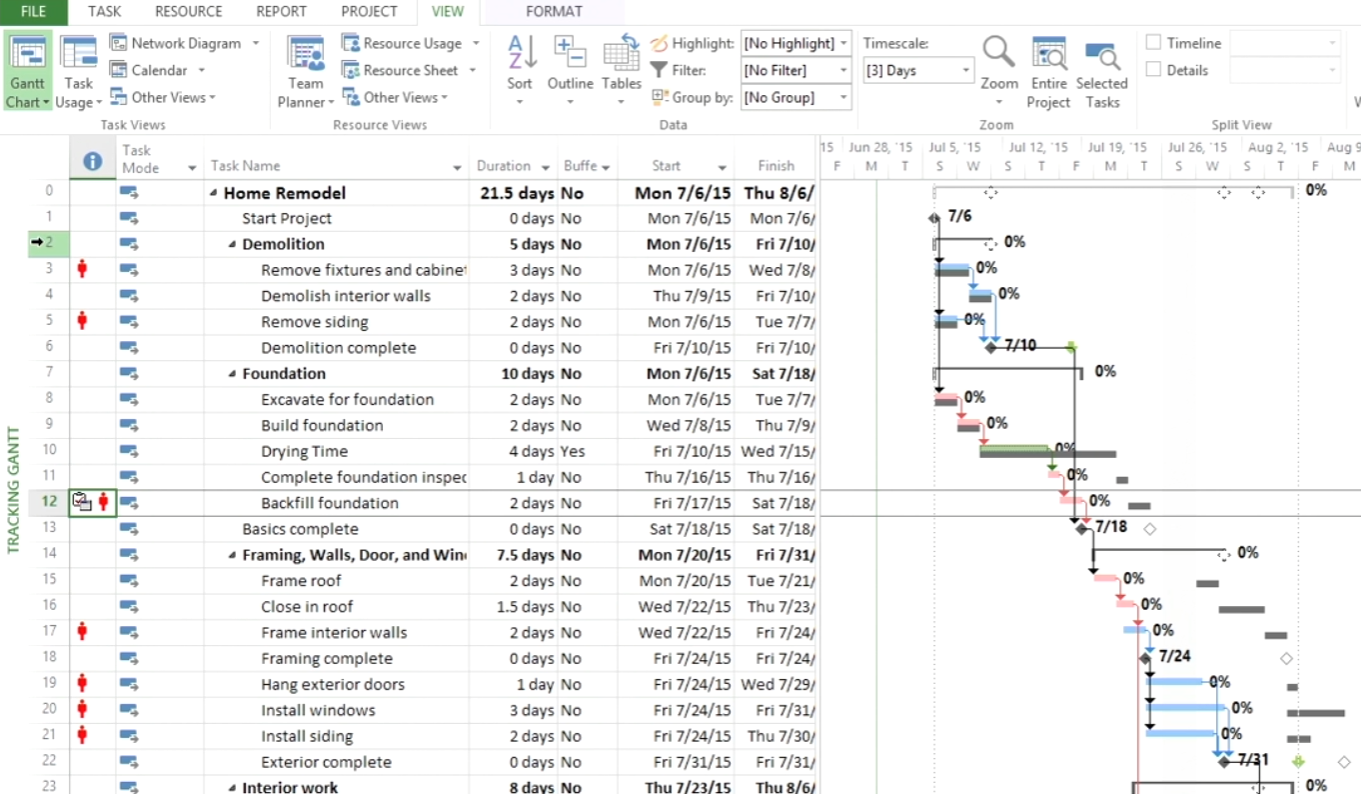 FILE TASK RESOURCE REPORT PROJECT VIEW FORMAT
Gantt Chart
Task Usage
Network Diagram
Calendar
Other Views
Task Views
Team Planner
Resource Usage
Resource Sheet
Other Views
Resource Views
A Z Sort
Outline
Tables
Highlight: [No Highlight]
Filter: [No Filter]
Group by: [No Group]
Data
Timescale:
[3] Days
Zoom
Entire Project
Selected Tasks
Zoom
Timeline
Details
Split View
TRACKING GANTT
Task Mode Task Name Duration Buffe Start Finish
15 Jun 28, '15 Jul 5, '15 Jul 12, '15 Jul 19, '15 Jul 26, '15 Aug 2, '15 Aug 9
F M T S W S T F M T S W S T F M
0 Home Remodel 21.5 days No Mon 7/6/15 Thu 8/6/ 0%
1 Start Project 0 days No Mon 7/6/15 Mon 7/6/ 7/6
2 Demolition 5 days No Mon 7/6/15 Fri 7/10/ 0%
3 Remove fixtures and cabinet 3 days No Mon 7/6/15 Wed 7/8/ 0%
4 Demolish interior walls 2 days No Thu 7/9/15 Fri 7/10/ 0%
5 Remove siding 2 days No Mon 7/6/15 Tue 7/7/ 0%
6 Demolition complete 0 days No Fri 7/10/15 Fri 7/10/ 7/10
7 Foundation 10 days No Mon 7/6/15 Sat 7/18/ 0%
8 Excavate for foundation 2 days No Mon 7/6/15 Tue 7/7/ 0%
9 Build foundation 2 days No Wed 7/8/15 Thu 7/9/ 0%
10 Drying Time 4 days Yes Fri 7/10/15 Wed 7/15/ 0%
11 Complete foundation inspec 1 day No Thu 7/16/15 Thu 7/16/ 0%
12 Backfill foundation 2 days No Fri 7/17/15 Sat 7/18/ 0%
13 Basics complete 0 days No Sat 7/18/15 Sat 7/18/ 7/18
14 Framing, Walls, Door, and Wind 7.5 days No Mon 7/20/15 Fri 7/31/ 0%
15 Frame roof 2 days No Mon 7/20/15 Tue 7/21/ 0%
16 Close in roof 1.5 days No Wed 7/22/15 Thu 7/23/ 0%
17 Frame interior walls 2 days No Wed 7/22/15 Fri 7/24/ 0%
18 Framing complete 0 days No Fri 7/24/15 Fri 7/24/ 7/24
19 Hang exterior doors 1 day No Fri 7/24/15 Wed 7/29/ 0%
20 Install windows 3 days No Fri 7/24/15 Fri 7/31/ 0%
21 Install siding 2 days No Fri 7/24/15 Thu 7/30/ 0%
22 Exterior complete 0 days No Fri 7/31/15 Fri 7/31/ 7/31
23 Interior work 8 days No Thu 7/23/15 Thu 8/6/ 0%